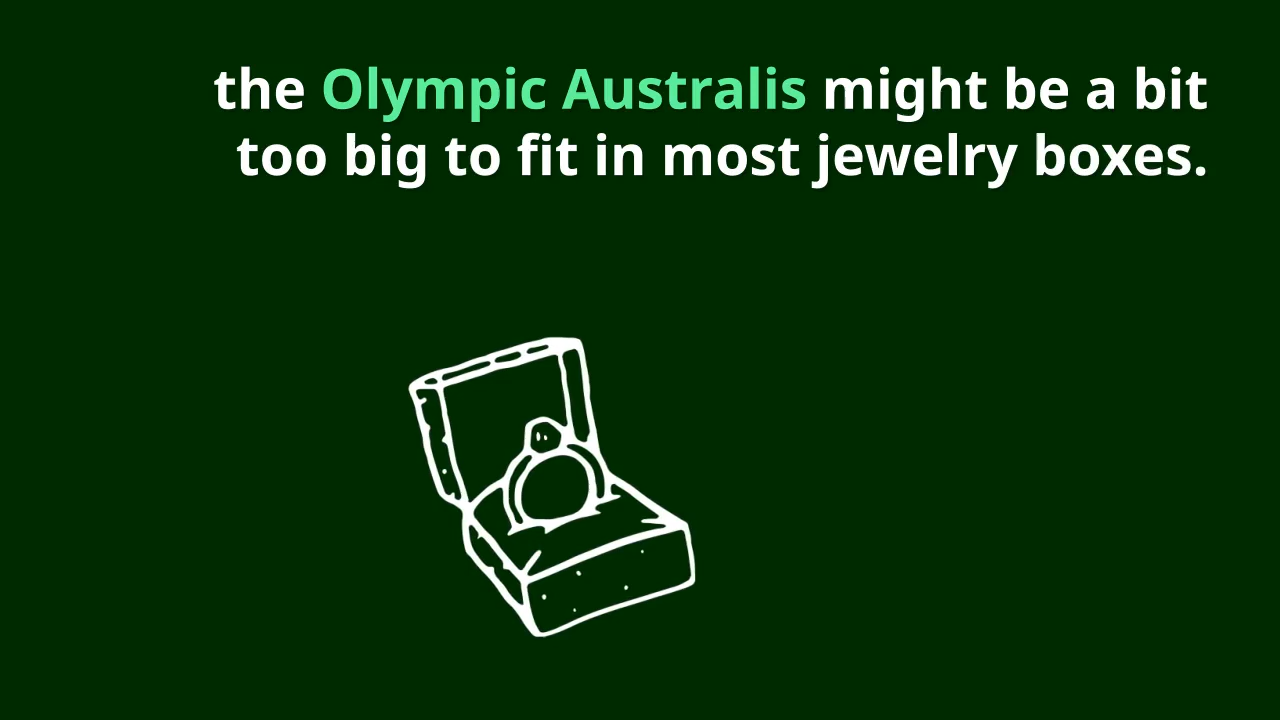 the Olympic Australis might be a bit
too big to fit in most jewelry boxes.